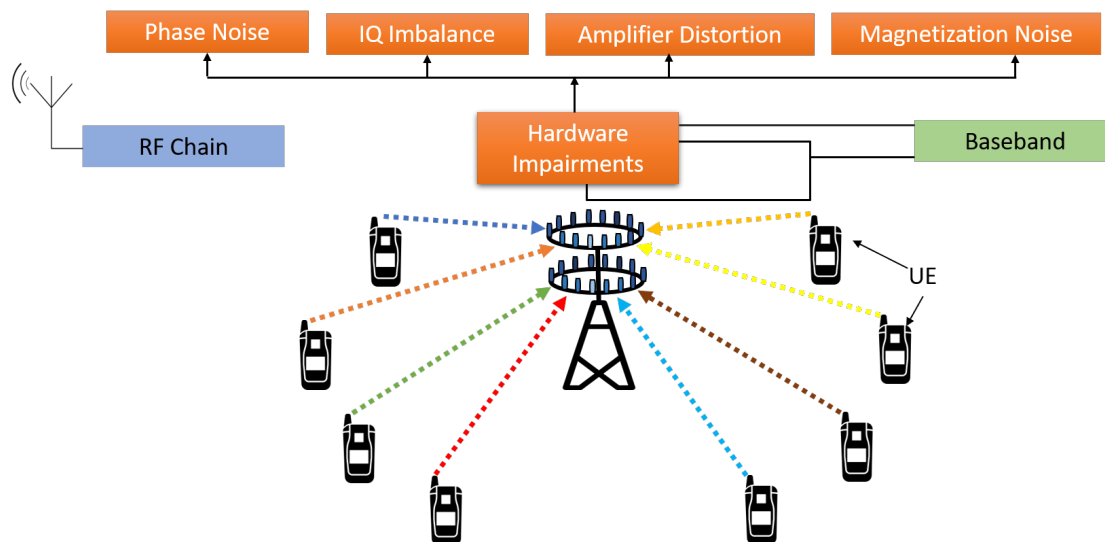 Phase Noise
IQ Imbalance
Amplifier Distortion
Magnetization Noise
RF Chain
Hardware
Impairments
Baseband
UE